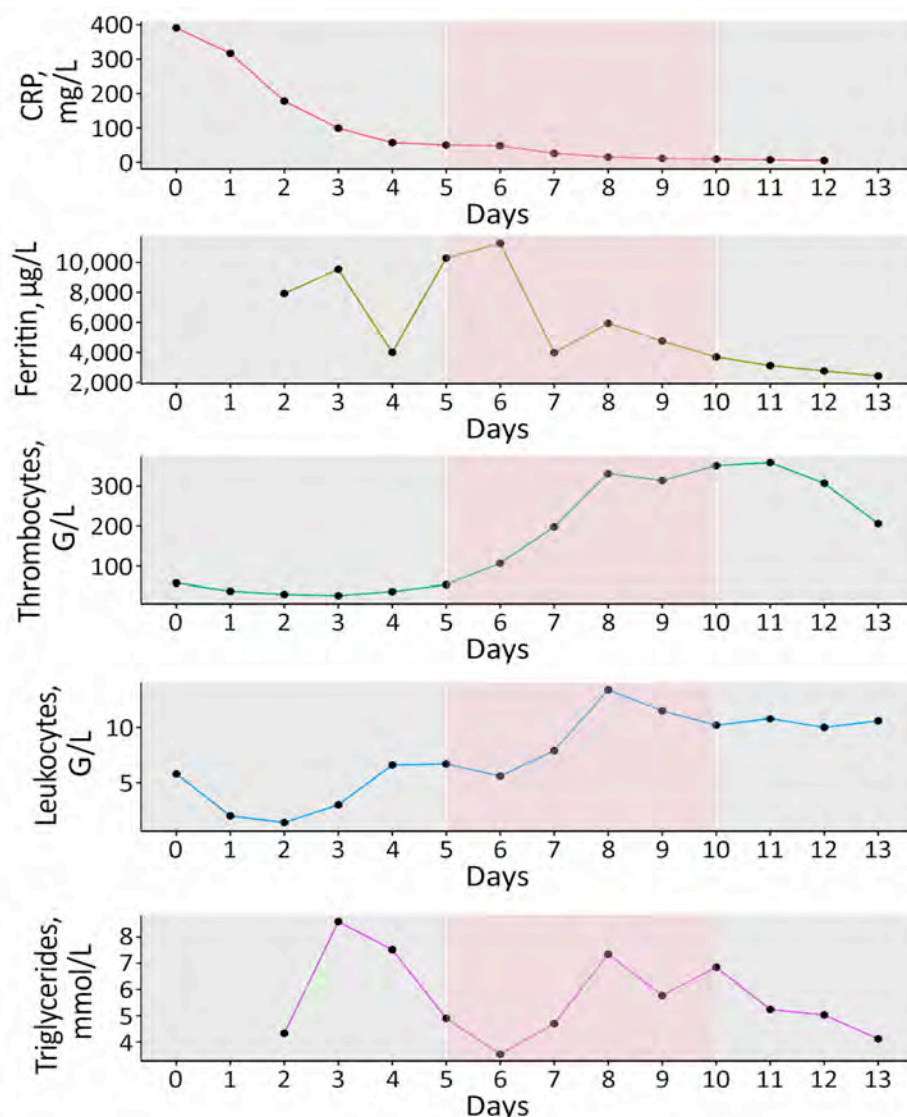 CRP,
mg/L
400
300
200
100
0
0 1 2 3 4 5 6 7 8 9 10 11 12 13
Days
Ferritin, µg/L
10,000
8,000
6,000
4,000
2,000
0 1 2 3 4 5 6 7 8 9 10 11 12 13
Days
Thrombocytes,
G/L
300
200
100
0 1 2 3 4 5 6 7 8 9 10 11 12 13
Days
Leukocytes,
G/L
10
5
0 1 2 3 4 5 6 7 8 9 10 11 12 13
Days
Triglycerides,
mmol/L
8
7
6
5
4
0 1 2 3 4 5 6 7 8 9 10 11 12 13
Days